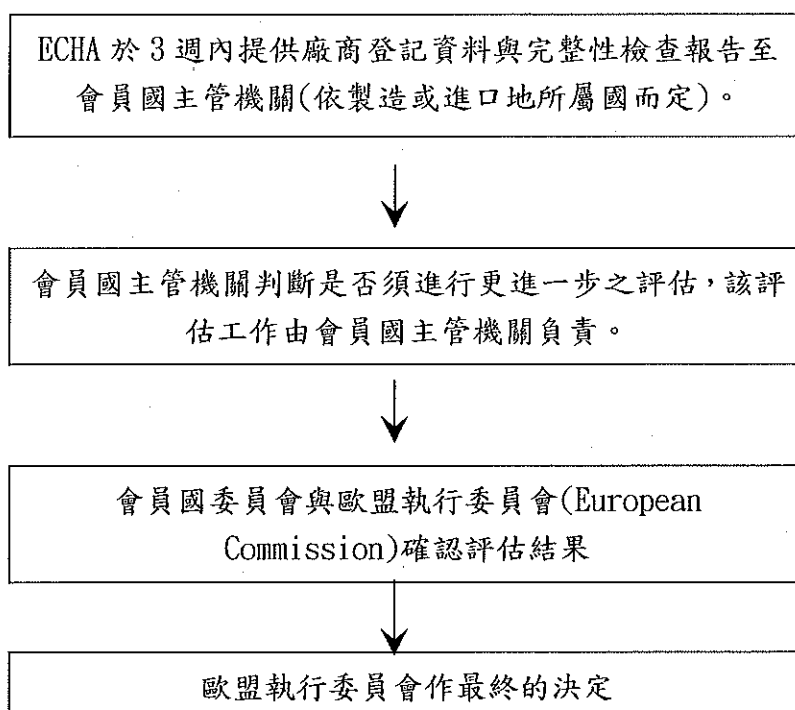 ECHA 於 3 週內提供廠商登記資料與完整性檢查報告至
會員國主管機關(依製造或進口地所屬國而定)。
會員國主管機關判斷是否須進行更進一步之評估,該評
估工作由會員國主管機關負責。
會員國委員會與歐盟執行委員會(European
Commission)確認評估結果
歐盟執行委員會作最終的決定